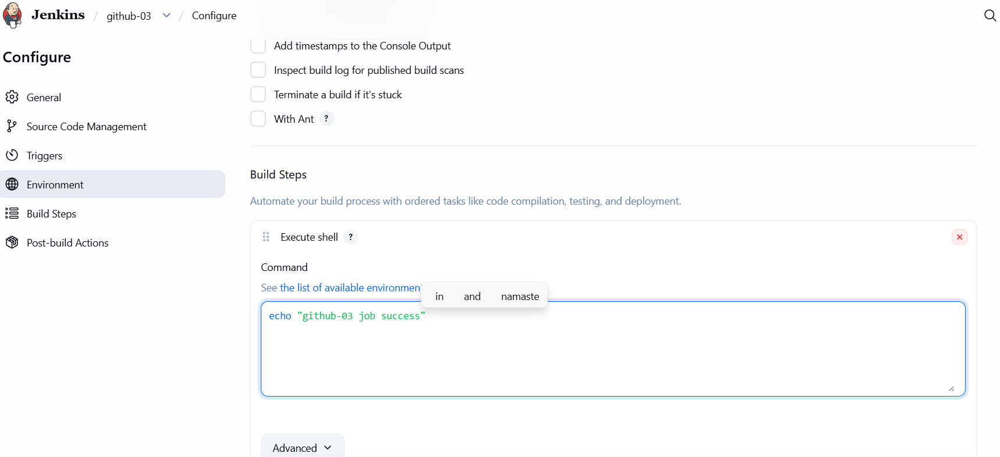 Jenkins / github-03 / Configure
Configure
General
Source Code Management
Triggers
Environment
Build Steps
Post-build Actions
Add timestamps to the Console Output
Inspect build log for published build scans
Terminate a build if it's stuck
With Ant ?
Build Steps
Automate your build process with ordered tasks like code compilation, testing, and deployment.
Execute shell ?
Command
See the list of available environment
in and namaste
echo "github-03 job success"
Advanced